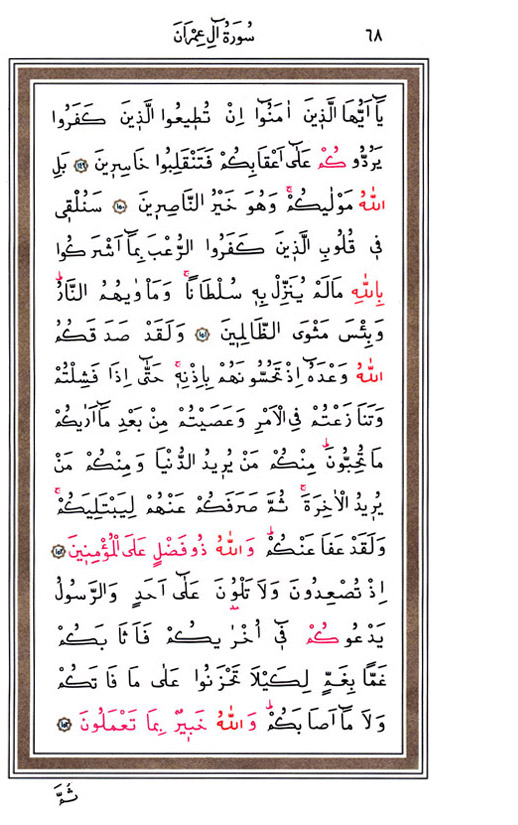 ٦٨
سُورَةُ اٰلِ عِمْرَانَ
يَٓا اَيُّهَا الَّذ۪ينَ اٰمَنُٓوا اِنْ تُط۪يعُوا الَّذ۪ينَ كَفَرُوا
يَرُدُّوكُمْ عَلٰٓى اَعْقَابِكُمْ فَتَنْقَلِبُوا خَاسِر۪ينَ ﴿١٤٩﴾ بَلِ
اللّٰهُ مَوْلٰيكُمْۚ وَهُوَ خَيْرُ النَّاصِر۪ينَ ﴿١٥٠﴾ سَنُلْق۪ي
ف۪ي قُلُوبِ الَّذ۪ينَ كَفَرُوا الرُّعْبَ بِمَٓا اَشْرَكُوا
بِاللّٰهِ مَالَمْ يُنَزِّلْ بِه۪ سُلْطَانًاۚ وَمَأْوٰيهُمُ النَّارُۜ
وَبِئْسَ مَثْوَى الظَّالِم۪ينَ ﴿١٥١﴾ وَلَقَدْ صَدَقَكُمُ
اللّٰهُ وَعْدَهُٓ اِذْ تَحُسُّونَهُمْ بِاِذْنِه۪ۚ حَتّٰٓى اِذَا فَشِلْتُمْ
وَتَنَازَعْتُمْ فِي الْاَمْرِ وَعَصَيْتُمْ مِنْ بَعْدِ مَٓا اَرٰيكُمْ
مَا تُحِبُّونَۜ مِنْكُمْ مَنْ يُر۪يدُ الدُّنْيَا وَمِنْكُمْ مَنْ
يُر۪يدُ الْاٰخِرَةَۚ ثُمَّ صَرَفَكُمْ عَنْهُمْ لِيَبْتَلِيَكُمْۚ
وَلَقَدْ عَفَا عَنْكُمْۜ وَاللّٰهُ ذُو فَضْلٍ عَلَى الْمُؤْمِن۪ينَ ﴿١٥٢﴾
اِذْ تُصْعِدُونَ وَلَا تَلْوُ۫نَ عَلٰٓى اَحَدٍ وَالرَّسُولُ
يَدْعُوكُمْ ف۪ٓي اُخْرٰيكُمْ فَاَثَابَكُمْ
غَمًّا بِغَمٍّ لِكَيْلَا تَحْزَنُوا عَلٰى مَا فَاتَكُمْ
وَلَا مَٓا اَصَابَكُمْۜ وَاللّٰهُ خَب۪يرٌ بِمَا تَعْمَلُونَ ﴿١٥٣﴾
ثُمَّ